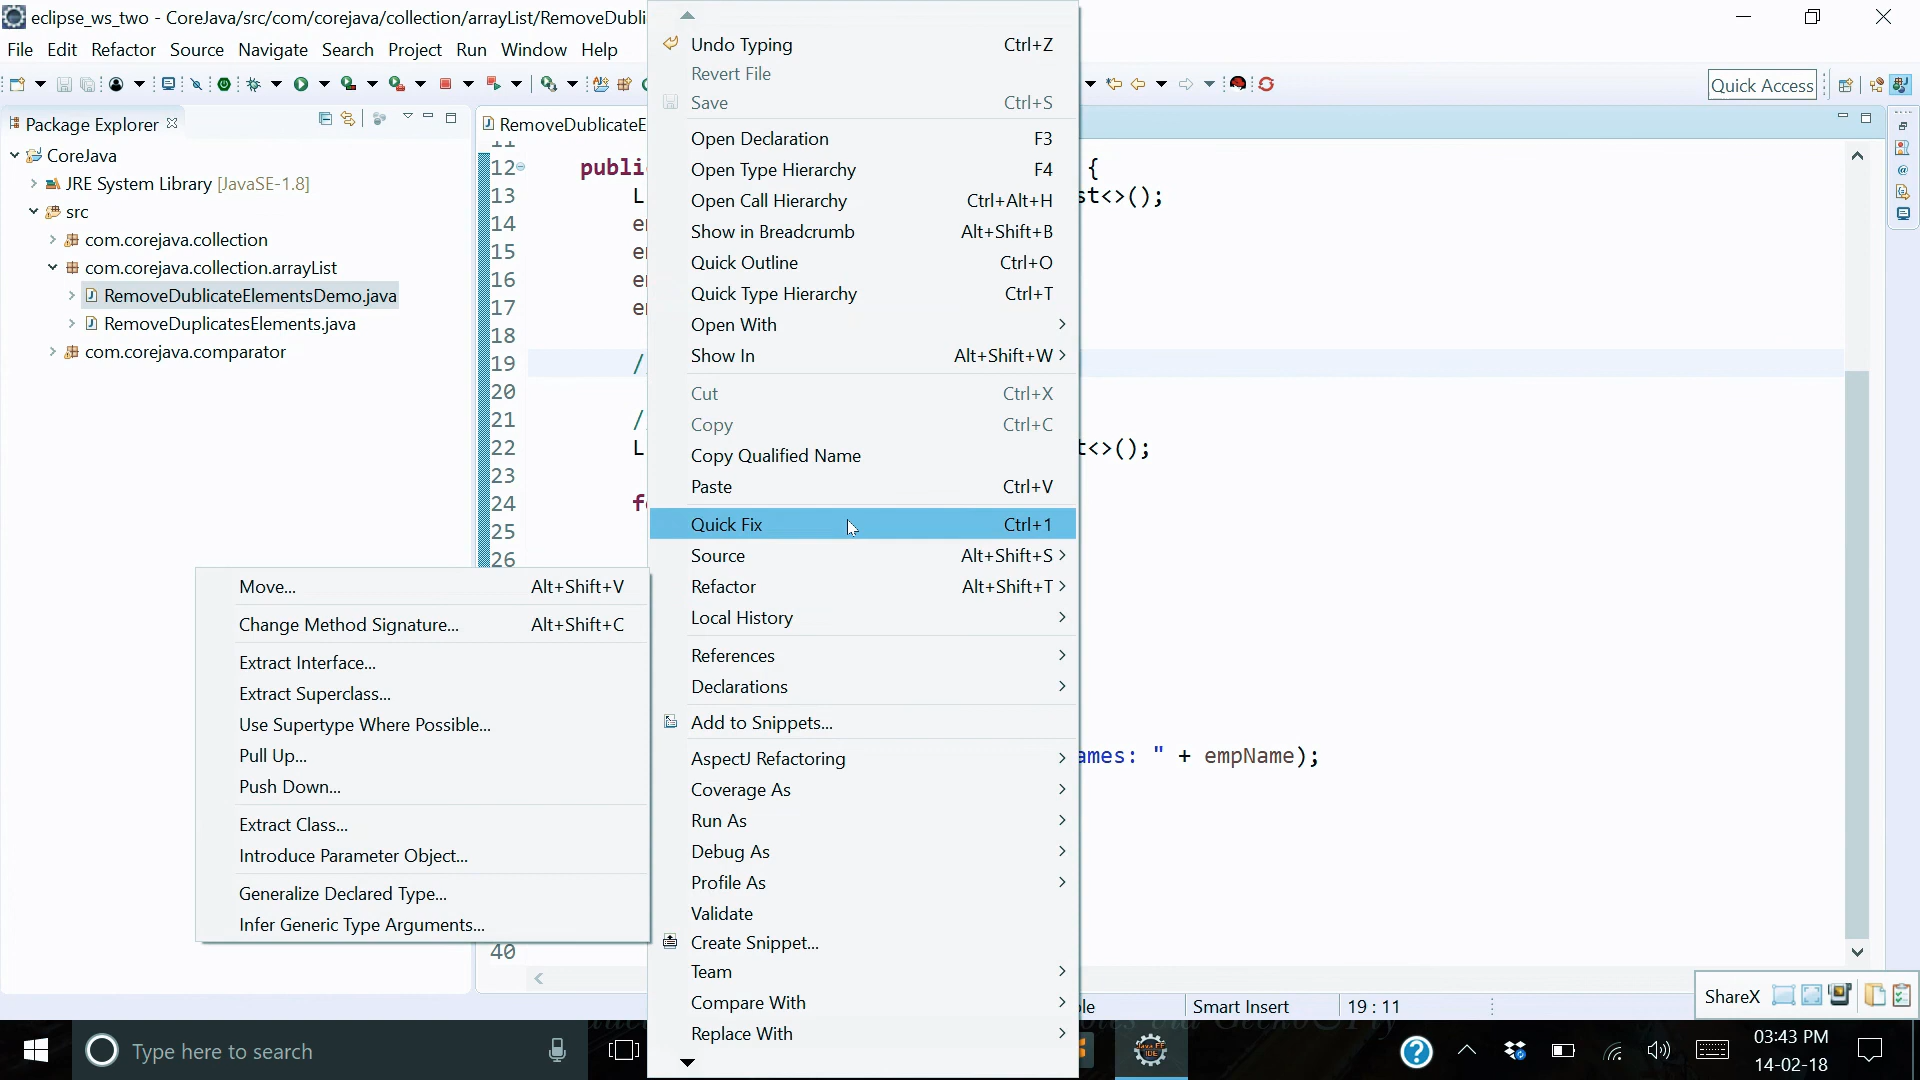 eclipse_ws_two - CoreJava/src/com/corejava/collection/arrayList/RemoveDubli
File Edit Refactor Source Navigate Search Project Run Window Help
Quick Access
Package Explorer
CoreJava
JRE System Library [JavaSE-1.8]
src
com.corejava.collection
com.corejava.collection.arrayList
RemoveDublicateElementsDemo.java
RemoveDuplicatesElements.java
com.corejava.comparator
RemoveDublicateE
11
12 publi {
13 L st<>();
14 e
15 e
16 e
17 e
18
19 /
20
21 /
22 L t<>();
23
24 f
25
26
ames: " + empName);
40
Undo Typing Ctrl+Z
Revert File
Save Ctrl+S
Open Declaration F3
Open Type Hierarchy F4
Open Call Hierarchy Ctrl+Alt+H
Show in Breadcrumb Alt+Shift+B
Quick Outline Ctrl+O
Quick Type Hierarchy Ctrl+T
Open With
Show In Alt+Shift+W
Cut Ctrl+X
Copy Ctrl+C
Copy Qualified Name
Paste Ctrl+V
Quick Fix Ctrl+1
Source Alt+Shift+S
Refactor Alt+Shift+T
Local History
References
Declarations
Add to Snippets...
AspectJ Refactoring
Coverage As
Run As
Debug As
Profile As
Validate
Create Snippet...
Team
Compare With
Replace With
Move... Alt+Shift+V
Change Method Signature... Alt+Shift+C
Extract Interface...
Extract Superclass...
Use Supertype Where Possible...
Pull Up...
Push Down...
Extract Class...
Introduce Parameter Object...
Generalize Declared Type...
Infer Generic Type Arguments...
ble Smart Insert 19 : 11
ShareX
Type here to search
Java EE
IDE
03:43 PM
14-02-18